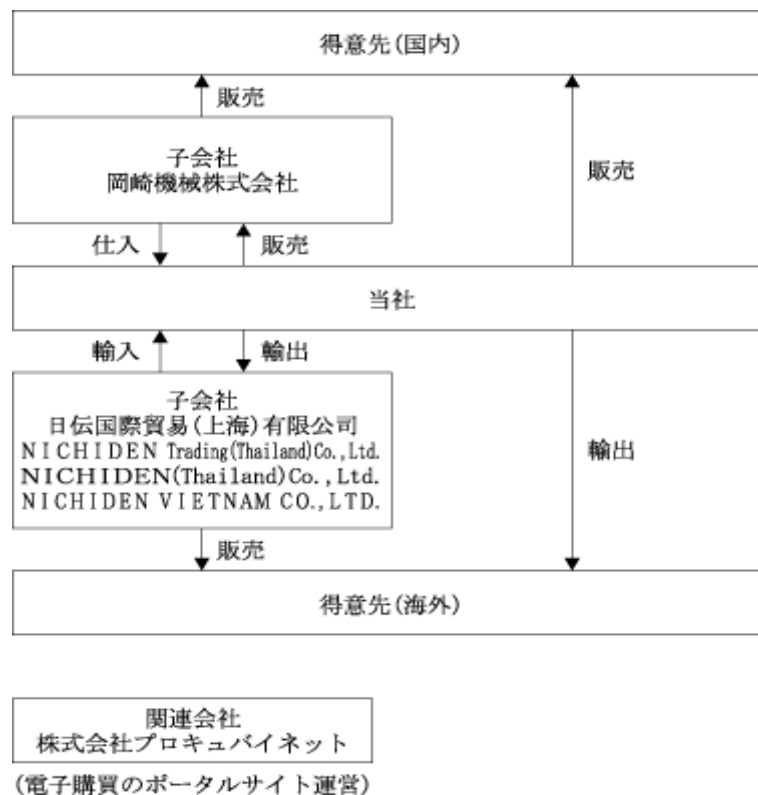 得意先(国内)
販売
子会社
岡崎機械株式会社
販売
仕入
販売
当社
輸入
輸出
子会社
日伝国際貿易(上海)有限公司
NICHIDEN Trading(Thailand)Co.,Ltd.
NICHIDEN(Thailand)Co.,Ltd.
NICHIDEN VIETNAM CO.,LTD.
輸出
販売
得意先(海外)
関連会社
株式会社プロキュバイネット
(電子購買のポータルサイト運営)